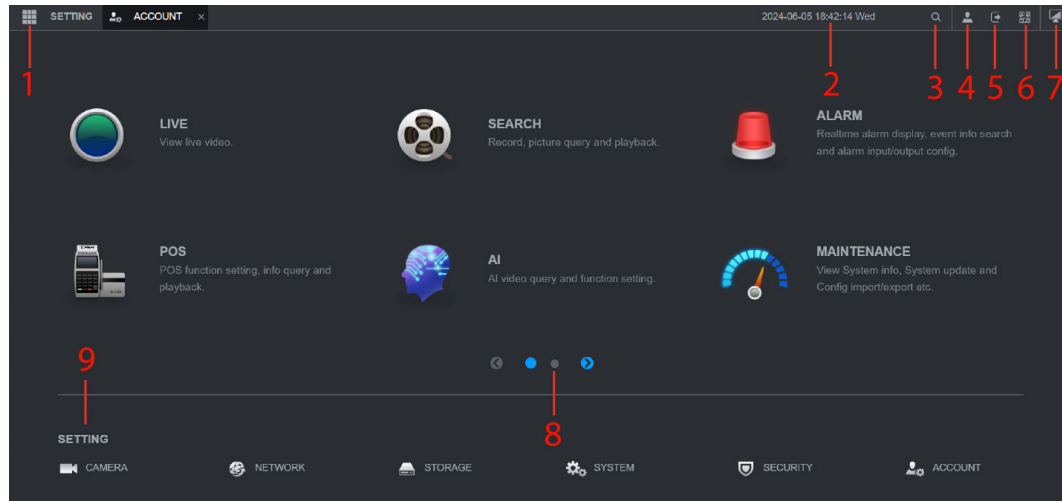 SETTING ACCOUNT × 2024-06-05 18:42:14 Wed
1 2 3 4 5 6 7
LIVE
View live video.
SEARCH
Record, picture query and playback.
ALARM
Realtime alarm display, event info search
and alarm input/output config.
POS
POS function setting, info query and
playback.
AI
AI video query and function setting.
MAINTENANCE
View System info, System update and
Config import/export etc.
9
8
SETTING
CAMERA NETWORK STORAGE SYSTEM SECURITY ACCOUNT